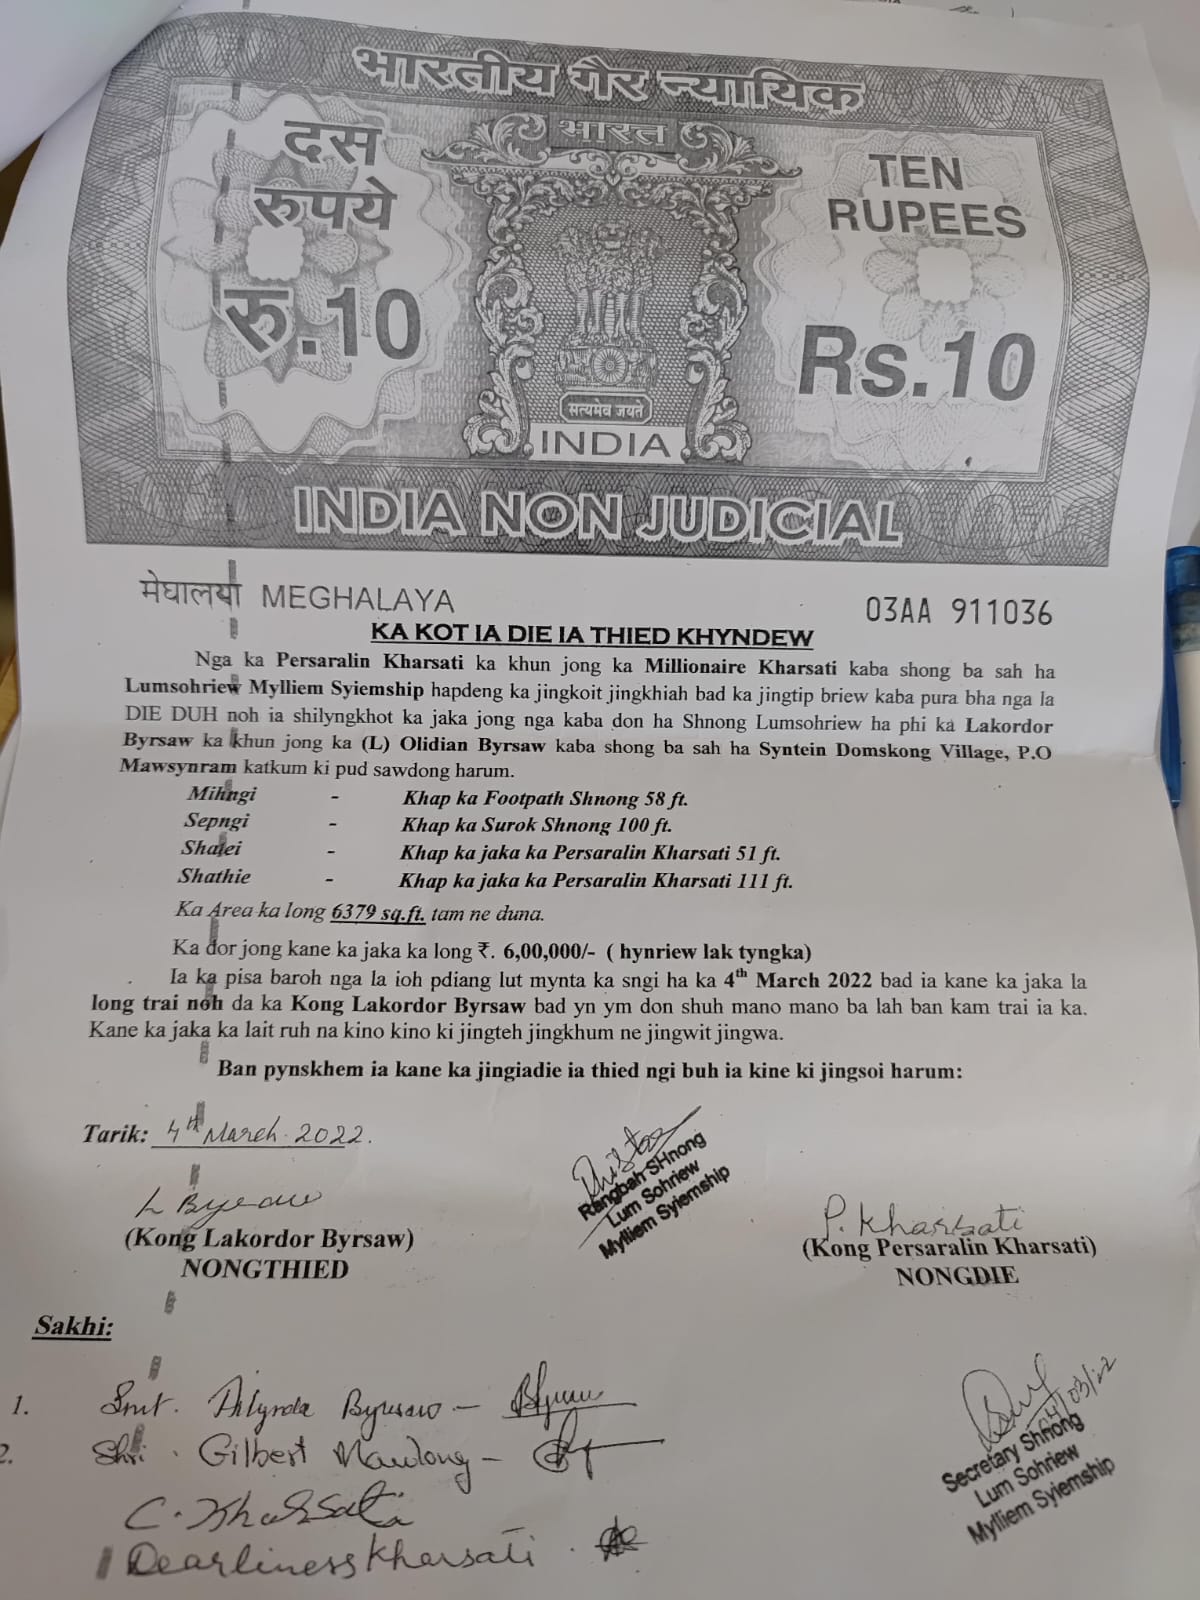 भारतीय गैर न्यायिक
भारत
दस
रुपये
रु.10
TEN
RUPEES
Rs.10
सत्यमेव जयते
INDIA
INDIA NON JUDICIAL
मेघालया MEGHALAYA
03AA 911036
KA KOT IA DIE IA THIED KHYNDEW
Nga ka Persaralin Kharsati ka khun jong ka Millionaire Kharsati kaba shong ba sah ha
Lumsohriew Mylliem Syiemship hapdeng ka jingkoit jingkhiah bad ka jingtip briew kaba pura bha nga la
DIE DUH noh ia shilyngkhot ka jaka jong nga kaba don ha Shnong Lumsohriew ha phi ka Lakordor
Byrsaw ka khun jong ka (L) Olidian Byrsaw kaba shong ba sah ha Syntein Domskong Village, P.O
Mawsynram katkum ki pud sawdong harum.
Mihngi - Khap ka Footpath Shnong 58 ft.
Sepngi - Khap ka Surok Shnong 100 ft.
Shatei - Khap ka jaka ka Persaralin Kharsati 51 ft.
Shathie - Khap ka jaka ka Persaralin Kharsati 111 ft.
Ka Area ka long 6379 sq.ft. tam ne duna.
Ka dor jong kane ka jaka ka long ₹. 6,00,000/- ( hynriew lak tyngka)
Ia ka pisa baroh nga la ioh pdiang lut mynta ka sngi ha ka 4th March 2022 bad ia kane ka jaka la
long trai noh da ka Kong Lakordor Byrsaw bad yn ym don shuh mano mano ba lah ban kam trai ia ka.
Kane ka jaka ka lait ruh na kino kino ki jingteh jingkhum ne jingwit jingwa.
Ban pynskhem ia kane ka jingiadie ia thied ngi buh ia kine ki jingsoi harum:
Tarik: 4th March. 2022.
Rangbah SHnong
Lum Sohriew
Mylliem Syiemship
L Byrsaw
(Kong Lakordor Byrsaw)
NONGTHIED
P. Kharsati
(Kong Persaralin Kharsati)
NONGDIE
Sakhi:
1. Smt. Byrsaw -
2. Shri. Gilbert Mawlong -
C. Kharsati
Dearliness Kharsati.
04/03/22
Secretary Shnong
Lum Sohriew
Mylliem Syiemship